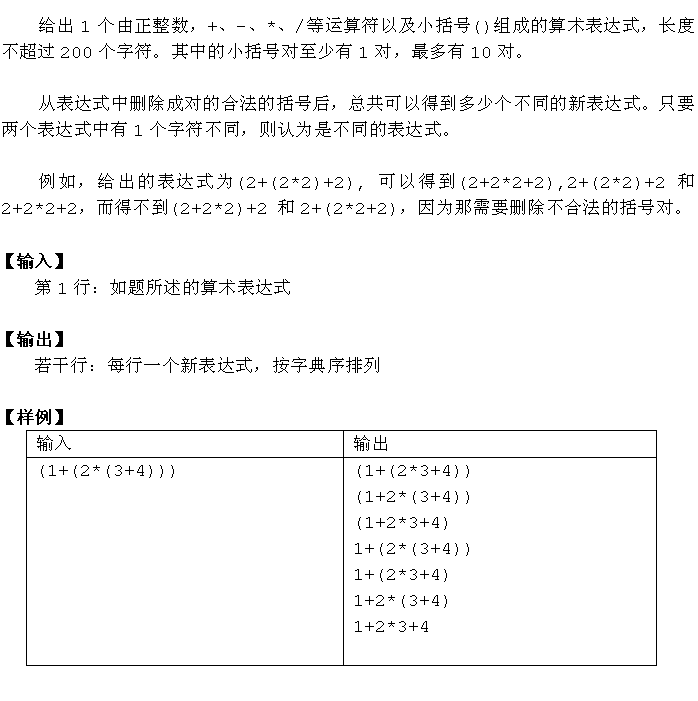 给出 1 个由正整数，+、-、*、/等运算符以及小括号()组成的算术表达式，长度
不超过 200 个字符。其中的小括号对至少有 1 对，最多有 10 对。
从表达式中删除成对的合法的括号后，总共可以得到多少个不同的新表达式。只要
两个表达式中有 1 个字符不同，则认为是不同的表达式。
例如，给出的表达式为(2+(2*2)+2)，可以得到(2+2*2+2),2+(2*2)+2 和
2+2*2+2，而得不到(2+2*2)+2 和 2+(2*2+2)，因为那需要删除不合法的括号对。
【输入】
第 1 行：如题所述的算术表达式
【输出】
若干行：每行一个新表达式，按字典序排列
【样例】
输入 输出
(1+(2*(3+4))) (1+(2*3+4))
(1+2*(3+4))
(1+2*3+4)
1+(2*(3+4))
1+(2*3+4)
1+2*(3+4)
1+2*3+4